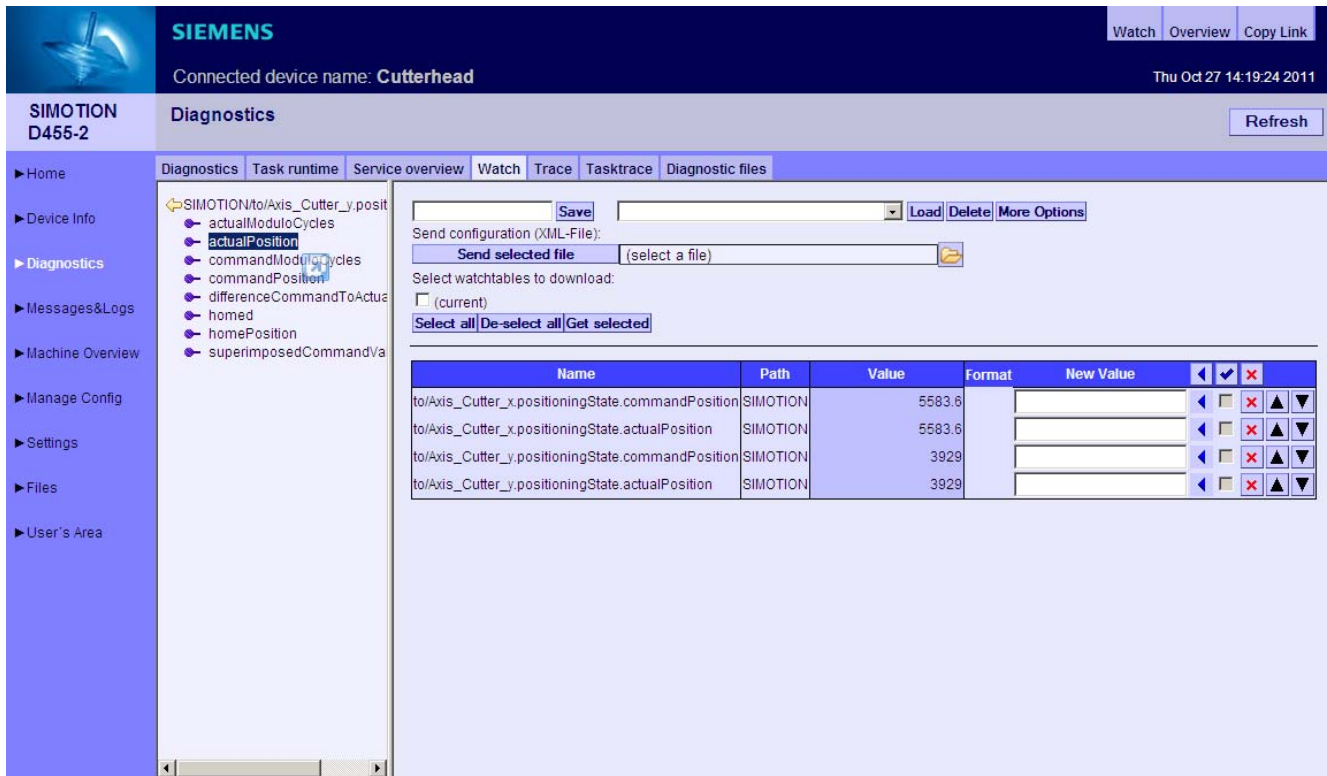 SIEMENS
Watch Overview Copy Link
Connected device name: Cutterhead
Thu Oct 27 14:19:24 2011
SIMOTION
D455-2
Diagnostics
Refresh
►Home
►Device Info
►Diagnostics
►Messages&Logs
►Machine Overview
►Manage Config
►Settings
►Files
►User´s Area
Diagnostics Task runtime Service overview Watch Trace Tasktrace Diagnostic files
SIMOTION/to/Axis_Cutter_y.posit
actualModuloCycles
actualPosition
commandModuloCycles
commandPosition
differenceCommandToActua
homed
homePosition
superimposedCommandVa
Save Load Delete More Options
Send configuration (XML-File):
Send selected file (select a file)
Select watchtables to download:
(current)
Select all De-select all Get selected
Name Path Value Format New Value
to/Axis_Cutter_x.positioningState.commandPosition SIMOTION 5583.6
to/Axis_Cutter_x.positioningState.actualPosition SIMOTION 5583.6
to/Axis_Cutter_y.positioningState.commandPosition SIMOTION 3929
to/Axis_Cutter_y.positioningState.actualPosition SIMOTION 3929